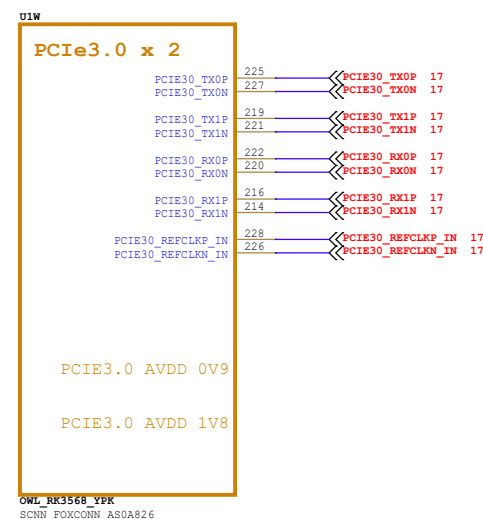 U1W
PCIe3.0 x 2
PCIE30_TX0P 225 PCIE30_TX0P 17
PCIE30_TX0N 227 PCIE30_TX0N 17
PCIE30_TX1P 219 PCIE30_TX1P 17
PCIE30_TX1N 221 PCIE30_TX1N 17
PCIE30_RX0P 222 PCIE30_RX0P 17
PCIE30_RX0N 220 PCIE30_RX0N 17
PCIE30_RX1P 216 PCIE30_RX1P 17
PCIE30_RX1N 214 PCIE30_RX1N 17
PCIE30_REFCLKP_IN 228 PCIE30_REFCLKP_IN 17
PCIE30_REFCLKN_IN 226 PCIE30_REFCLKN_IN 17
PCIE3.0 AVDD 0V9
PCIE3.0 AVDD 1V8
OWL_RK3568_YPK
SCNN FOXCONN AS0A826